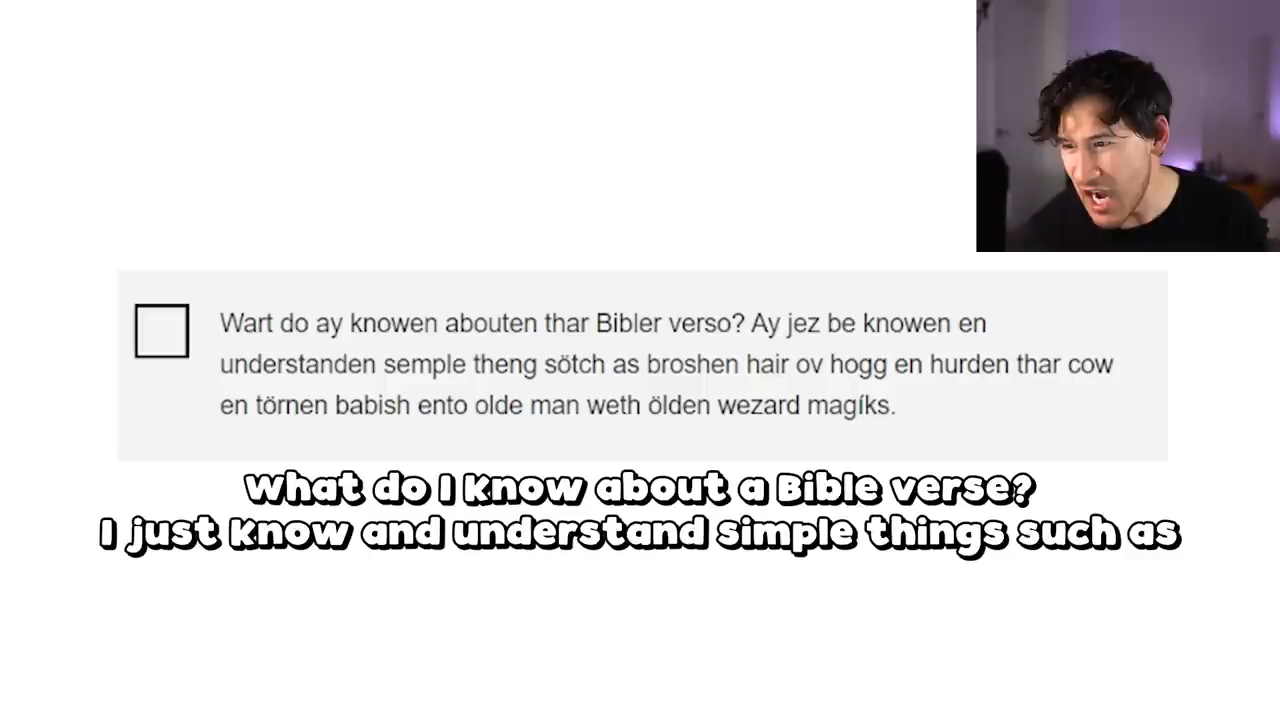 Wart do ay knowen abouten thar Bibler verso? Ay jez be knowen en
understanden semple theng sötch as broshen hair ov hogg en hurden thar cow
en törnen babish ento olde man weth ölden wezard magíks.
What do I know about a Bible verse?
I just know and understand simple things such as